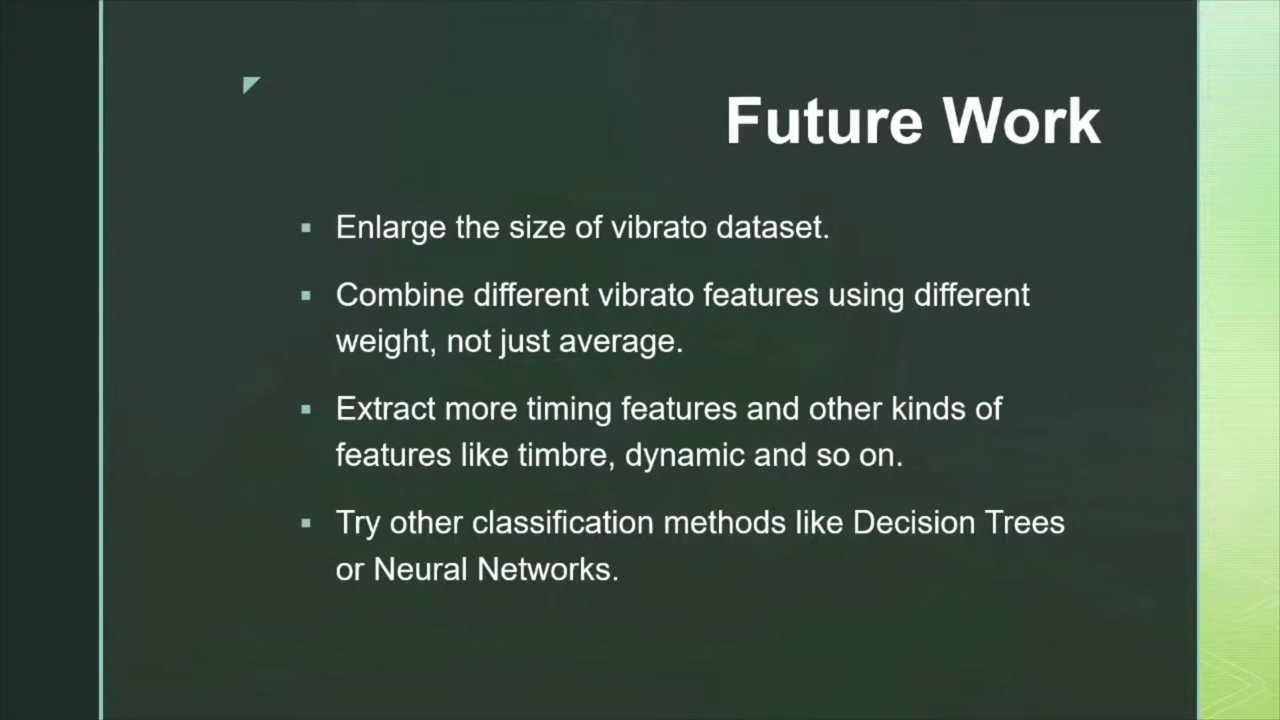 Future Work
Enlarge the size of vibrato dataset.
Combine different vibrato features using different
weight, not just average.
Extract more timing features and other kinds of
features like timbre, dynamic and so on.
Try other classification methods like Decision Trees
or Neural Networks.